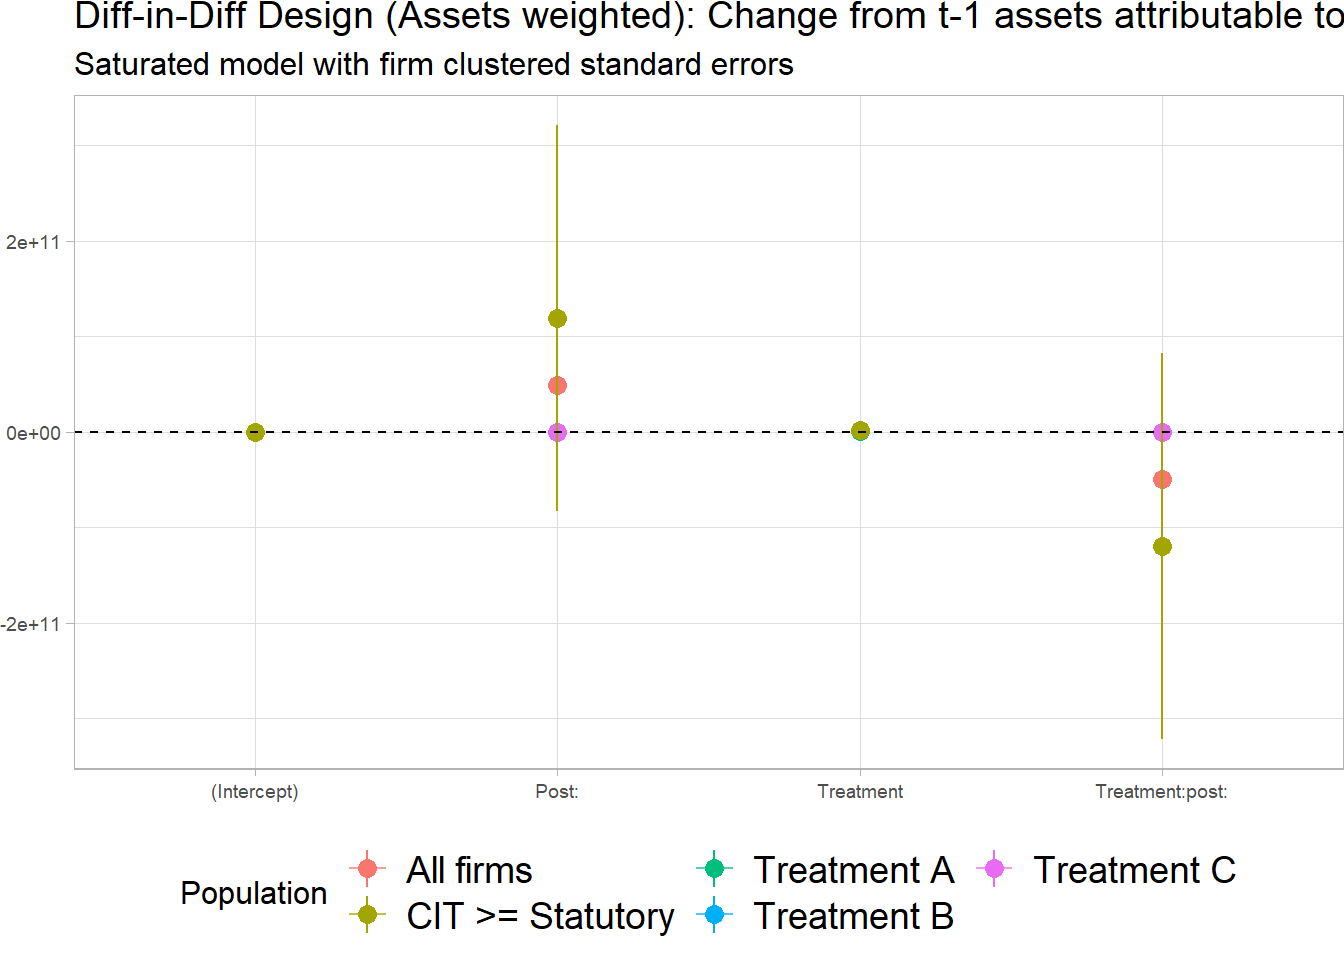 Diff-in-Diff Design (Assets weighted): Change from t-1 assets attributable to
Saturated model with firm clustered standard errors
2e+11
0e+00
-2e+11
(Intercept) Post: Treatment Treatment:post:
Population
All firms Treatment A Treatment C
CIT >= Statutory Treatment B